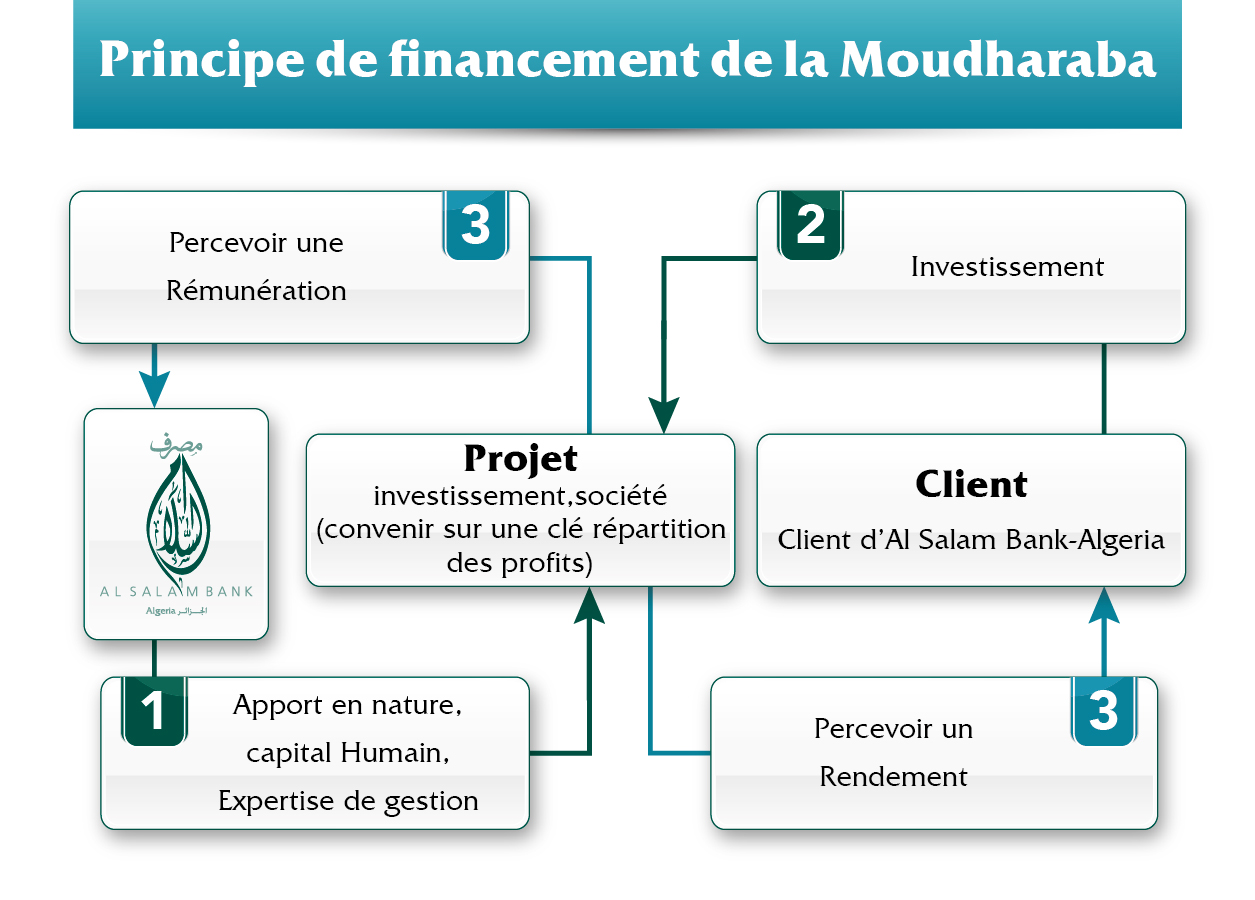 Principe de financement de la Moudharaba
3
Percevoir une
Rémunération
2
Investissement
مصرف
السلام
AL SALAM BANK
Algeria الجزائر
Projet
investissement,société
(convenir sur une clé répartition
des profits)
Client
Client d’Al Salam Bank-Algeria
1
Apport en nature,
capital Humain,
Expertise de gestion
Percevoir un
Rendement
3